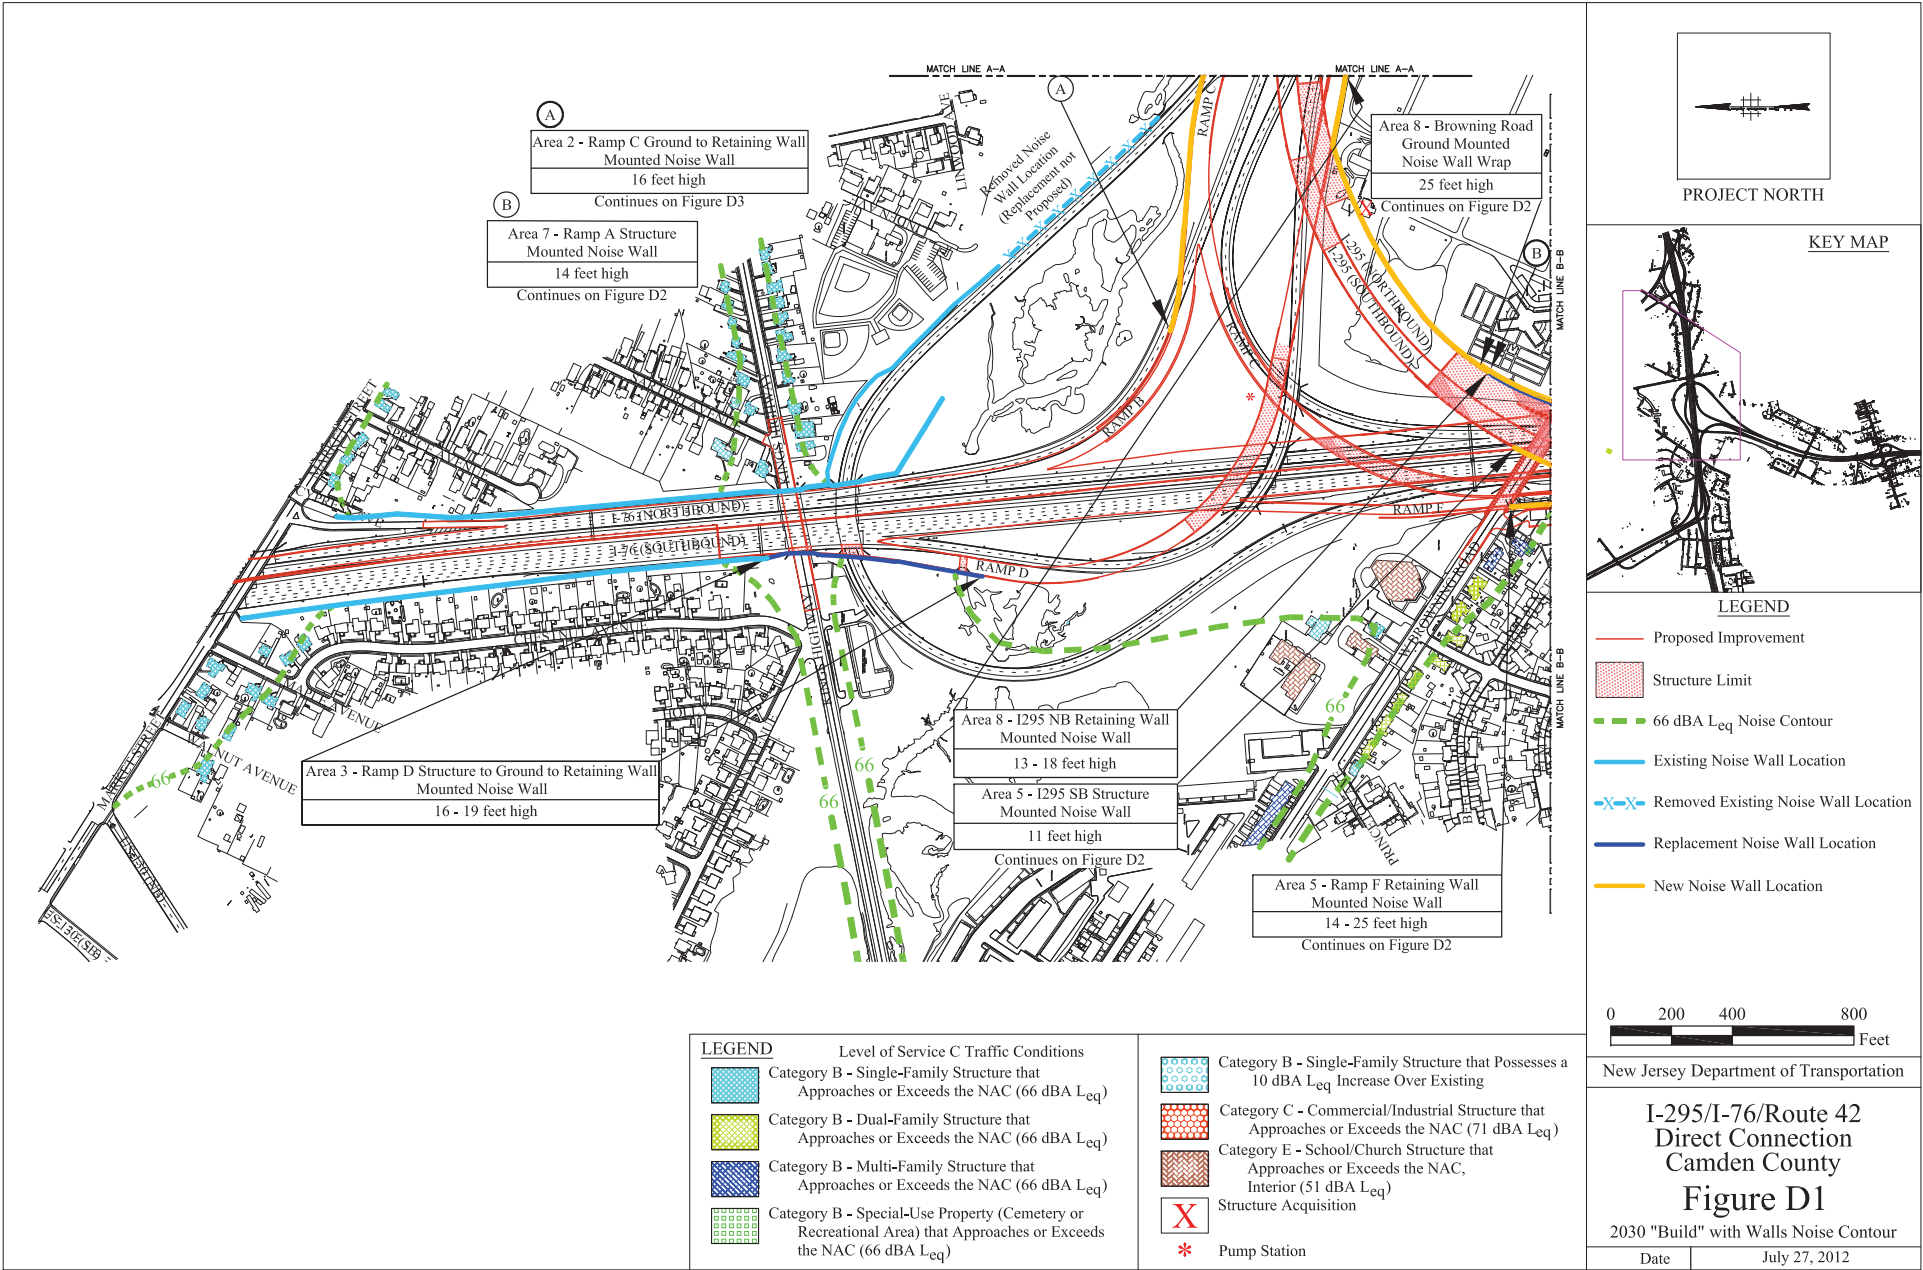 MATCH LINE A-A
MATCH LINE A-A
A
A
Area 2 - Ramp C Ground to Retaining Wall
Mounted Noise Wall
16 feet high
Continues on Figure D3
B
Area 7 - Ramp A Structure
Mounted Noise Wall
14 feet high
Continues on Figure D2
LINWOOD AVE
Removed Noise
Wall Location
(Replacement not
Proposed)
RAMP C
Area 8 - Browning Road
Ground Mounted
Noise Wall Wrap
25 feet high
Continues on Figure D2
X
B
MATCH LINE B-B
I-295 (NORTHBOUND)
I-295 (SOUTHBOUND)
RAMP C
RAMP B
*
I-76 (NORTHBOUND)
I-76 (SOUTHBOUND)
RAMP D
RAMP F
W BROWNING ROAD
KINGS HIGHWAY
MATCH LINE B-B
MARKET STREET
WALNUT AVENUE
66
66
66
66
Area 3 - Ramp D Structure to Ground to Retaining Wall
Mounted Noise Wall
16 - 19 feet high
Area 8 - I295 NB Retaining Wall
Mounted Noise Wall
13 - 18 feet high
Area 5 - I295 SB Structure
Mounted Noise Wall
11 feet high
Continues on Figure D2
Area 5 - Ramp F Retaining Wall
Mounted Noise Wall
14 - 25 feet high
Continues on Figure D2
PROJECT NORTH
KEY MAP
LEGEND
Proposed Improvement
Structure Limit
66 dBA Leq Noise Contour
Existing Noise Wall Location
X X Removed Existing Noise Wall Location
Replacement Noise Wall Location
New Noise Wall Location
0 200 400 800
Feet
New Jersey Department of Transportation
I-295/I-76/Route 42
Direct Connection
Camden County
Figure D1
2030 "Build" with Walls Noise Contour
Date July 27, 2012
LEGEND
Level of Service C Traffic Conditions
Category B - Single-Family Structure that
Approaches or Exceeds the NAC (66 dBA Leq)
Category B - Dual-Family Structure that
Approaches or Exceeds the NAC (66 dBA Leq)
Category B - Multi-Family Structure that
Approaches or Exceeds the NAC (66 dBA Leq)
Category B - Special-Use Property (Cemetery or
Recreational Area) that Approaches or Exceeds
the NAC (66 dBA Leq)
Category B - Single-Family Structure that Possesses a
10 dBA Leq Increase Over Existing
Category C - Commercial/Industrial Structure that
Approaches or Exceeds the NAC (71 dBA Leq)
Category E - School/Church Structure that
Approaches or Exceeds the NAC,
Interior (51 dBA Leq)
X Structure Acquisition
* Pump Station